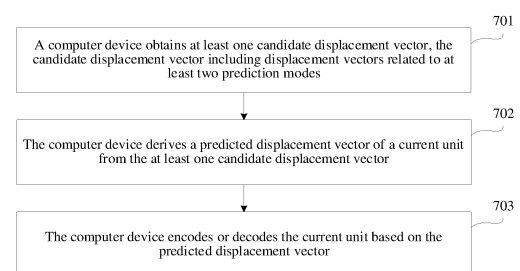 701
A computer device obtains at least one candidate displacement vector, the
candidate displacement vector including displacement vectors related to at
least two prediction modes
702
The computer device derives a predicted displacement vector of a current unit
from the at least one candidate displacement vector
703
The computer device encodes or decodes the current unit based on the
predicted displacement vector